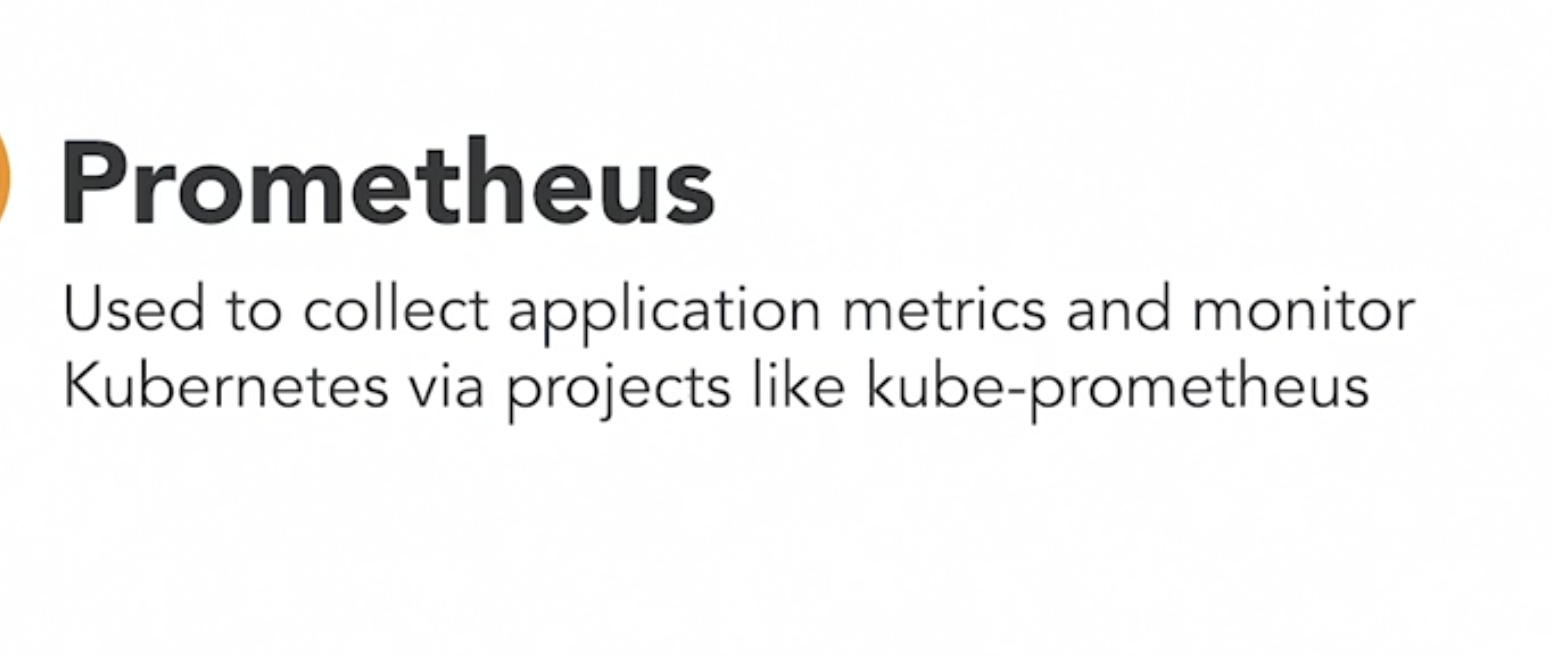 Prometheus
Used to collect application metrics and monitor
Kubernetes via projects like kube-prometheus